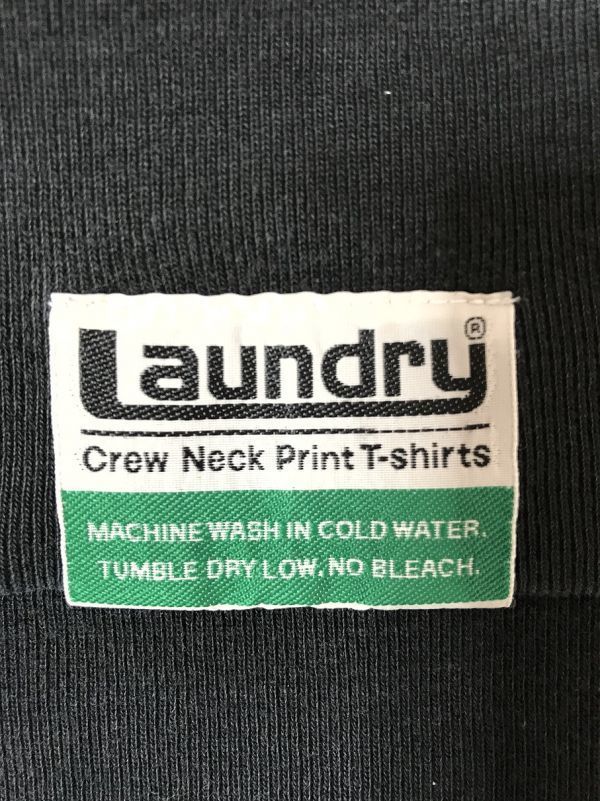 Laundry®
Crew Neck Print T-shirts
MACHINE WASH IN COLD WATER.
TUMBLE DRY LOW. NO BLEACH.